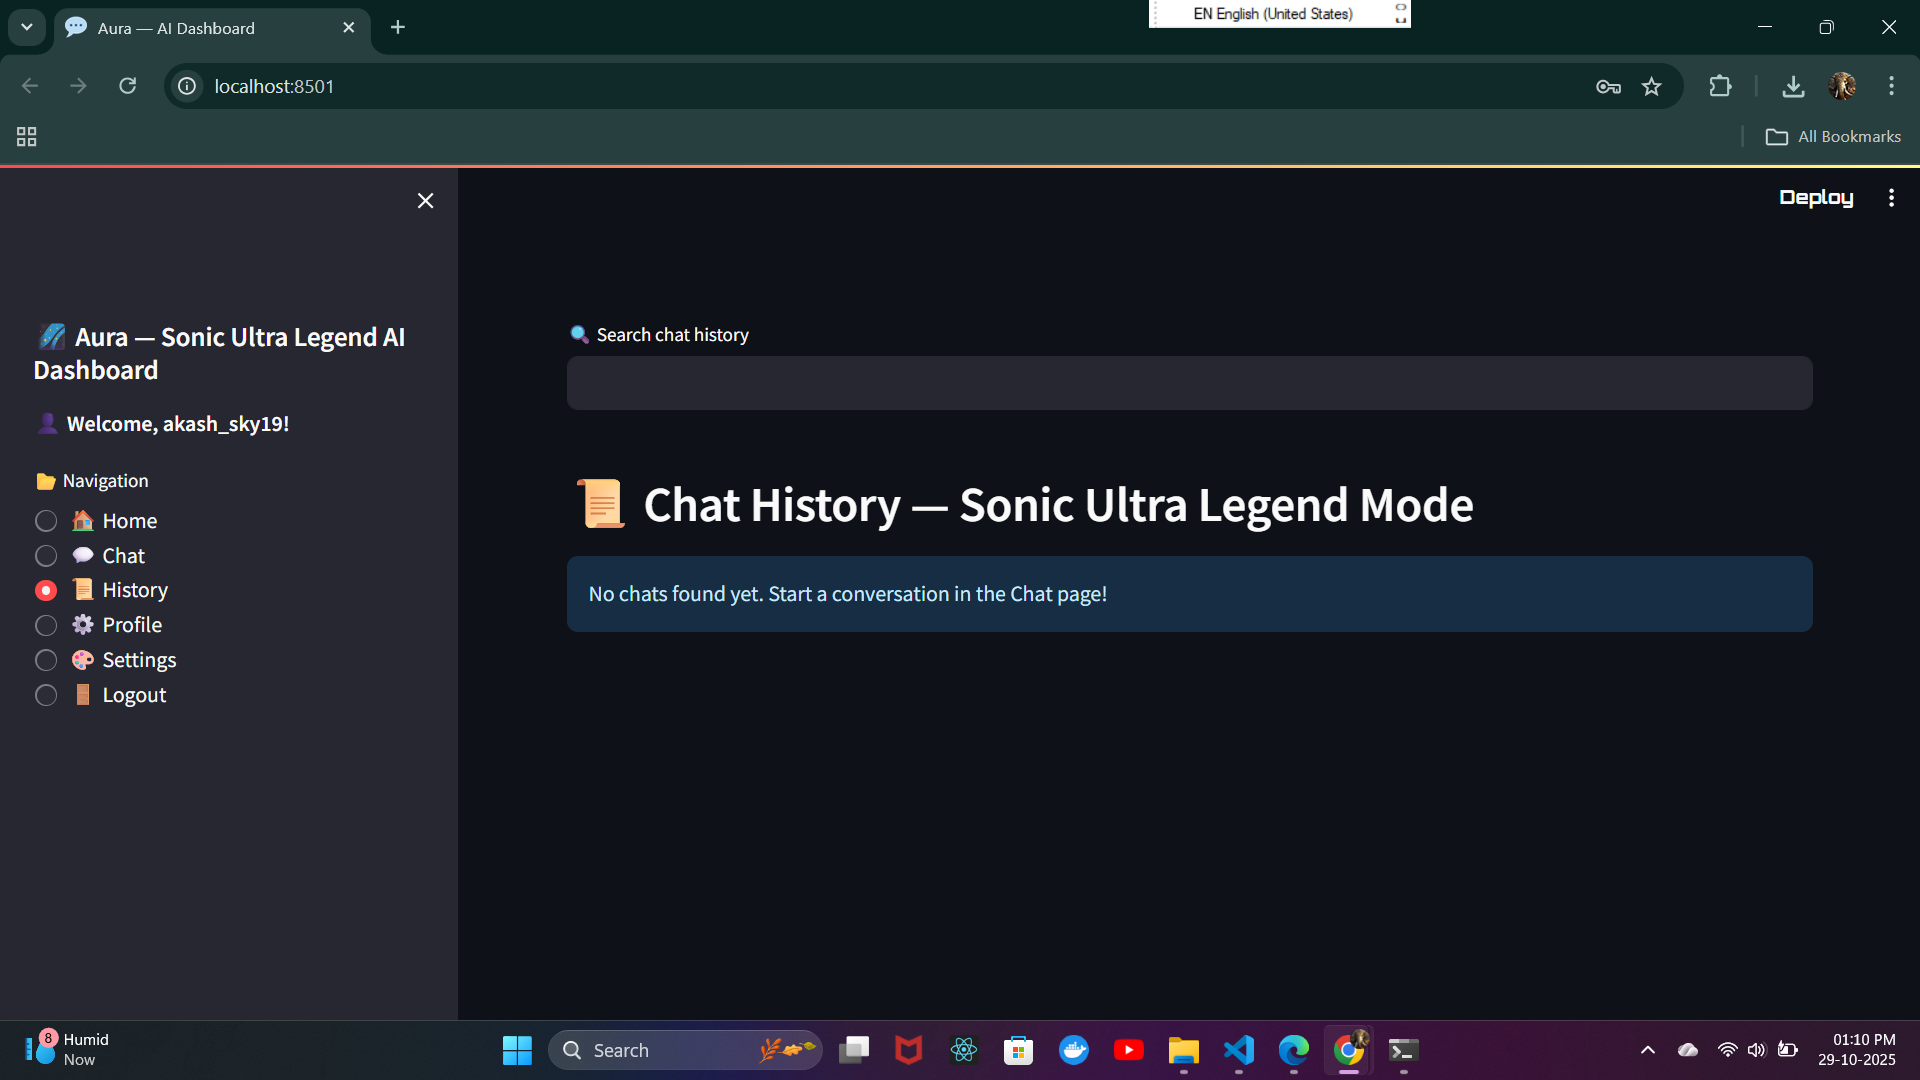 Aura — AI Dashboard
EN English (United States)
localhost:8501
All Bookmarks
Deploy
Aura — Sonic Ultra Legend AI
Dashboard
Welcome, akash_sky19!
Navigation
Home
Chat
History
Profile
Settings
Logout
Search chat history
Chat History — Sonic Ultra Legend Mode
No chats found yet. Start a conversation in the Chat page!
8
Humid
Now
Search
01:10 PM
29-10-2025